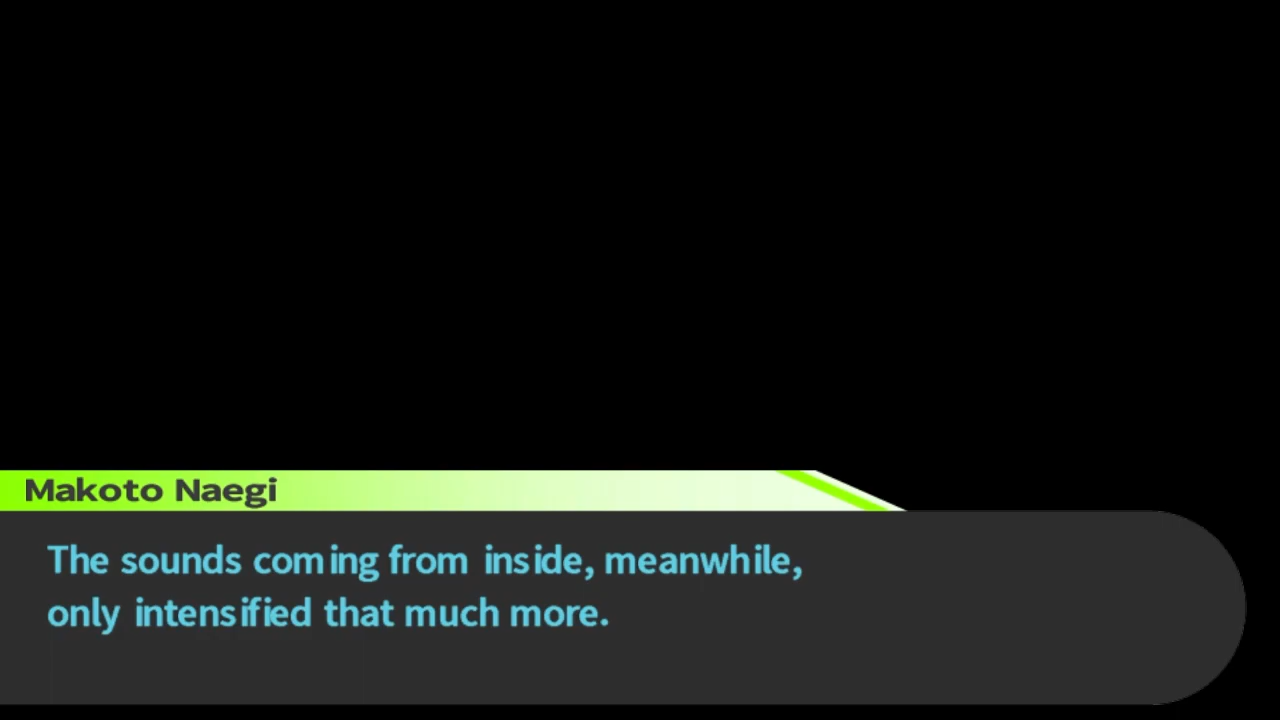 Makoto Naegi
The sounds coming from inside, meanwhile,
only intensified that much more.